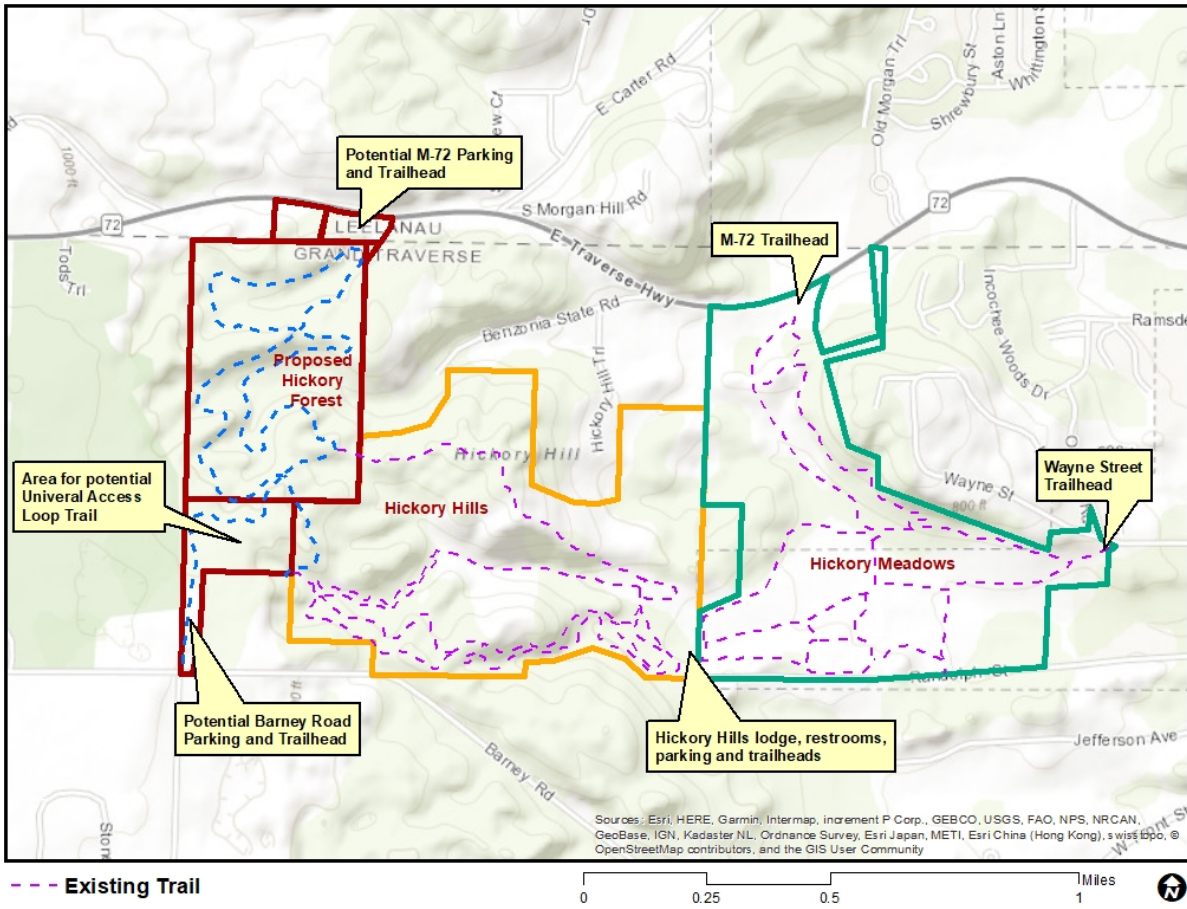 Aston Ln
Whittington S
Old Morgan Trl
Shrewbury St
E Carter Rd
ew Ct
1000 ft
Potential M-72 Parking
and Trailhead
S Morgan Hill Rd
72
72
LEELANAU
GRAND TRAVERSE
E Traverse Hwy
M-72 Trailhead
Tods Trl
Benzonia State Rd
Hickory Hill Trl
Incochee Woods Dr
Ramsde
Proposed
Hickory
Forest
Hickory Hill
Area for potential
Univeral Access
Loop Trail
Hickory Hills
Wayne St
800 ft
Wayne Street
Trailhead
Hickory Meadows
Randolph St
Potential Barney Road
Parking and Trailhead
Hickory Hills lodge, restrooms,
parking and trailheads
Jefferson Ave
Barney Rd
W Front St
Sources: Esri, HERE, Garmin, Intermap, increment P Corp., GEBCO, USGS, FAO, NPS, NRCAN,
GeoBase, IGN, Kadaster NL, Ordnance Survey, Esri Japan, METI, Esri China (Hong Kong), swisstopo, ©
OpenStreetMap contributors, and the GIS User Community
Existing Trail
0 0.25 0.5 1 Miles
N